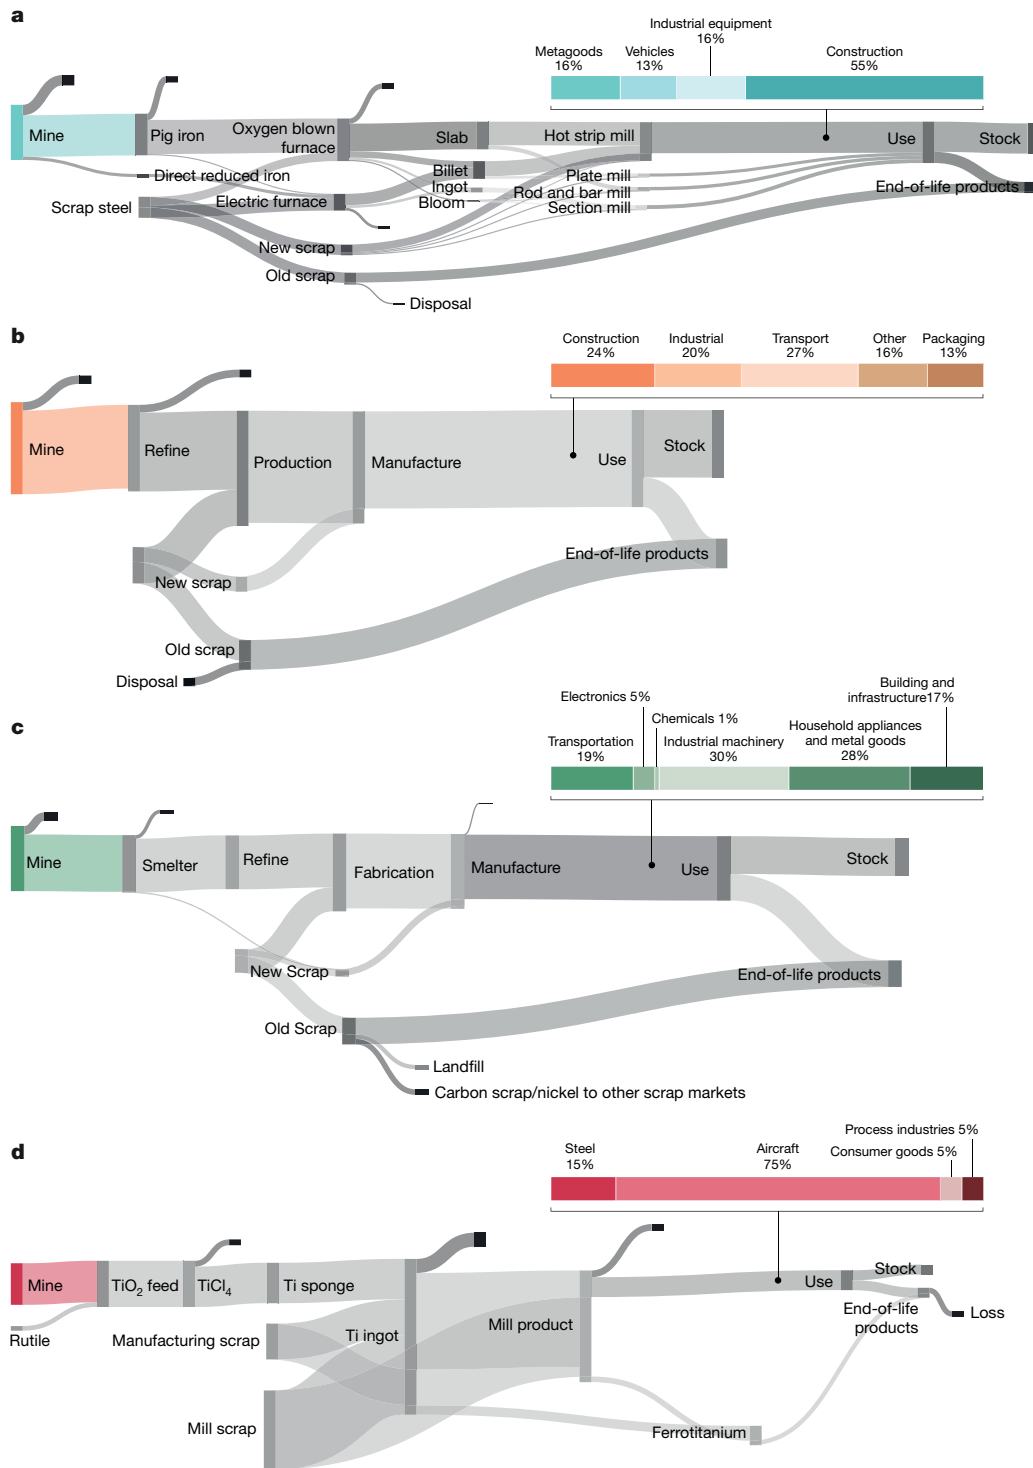 a
Industrial equipment
16%
Metagoods
16%
Vehicles
13%
Construction
55%
Mine
Pig iron
Oxygen blown
furnace
Slab
Hot strip mill
Use
Stock
Direct reduced iron
Billet
Plate mill
Ingot
Rod and bar mill
End-of-life products
Scrap steel
Electric furnace
Bloom
Section mill
New scrap
Old scrap
Disposal
b
Construction
24%
Industrial
20%
Transport
27%
Other
16%
Packaging
13%
Mine
Refine
Production
Manufacture
Use
Stock
End-of-life products
New scrap
Old scrap
Disposal
c
Building and
infrastructure17%
Electronics 5%
Chemicals 1%
Household appliances
and metal goods
28%
Transportation
19%
Industrial machinery
30%
Mine
Smelter
Refine
Fabrication
Manufacture
Use
Stock
New Scrap
End-of-life products
Old Scrap
Landfill
Carbon scrap/nickel to other scrap markets
d
Process industries 5%
Consumer goods 5%
Steel
15%
Aircraft
75%
Mine
TiO2 feed
TiCl4
Ti sponge
Use
Stock
End-of-life
products
Loss
Rutile
Manufacturing scrap
Ti ingot
Mill product
Mill scrap
Ferrotitanium